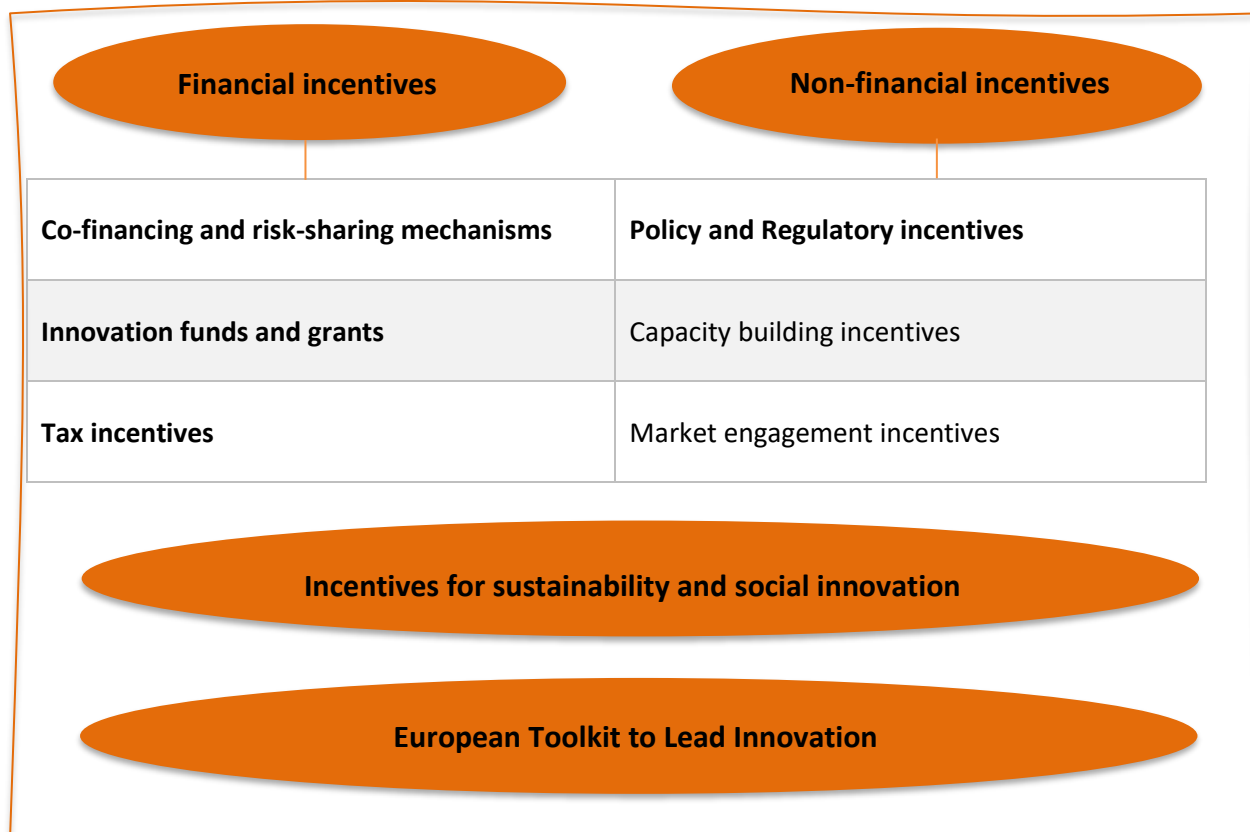 Financial incentives
Non-financial incentives
Co-financing and risk-sharing mechanisms
Policy and Regulatory incentives
Innovation funds and grants
Capacity building incentives
Tax incentives
Market engagement incentives
Incentives for sustainability and social innovation
European Toolkit to Lead Innovation